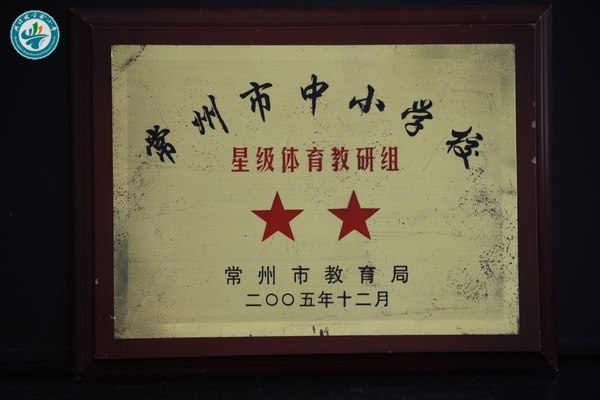 常州市中小学校
星级体育教研组
常州市教育局
二〇〇五年十二月